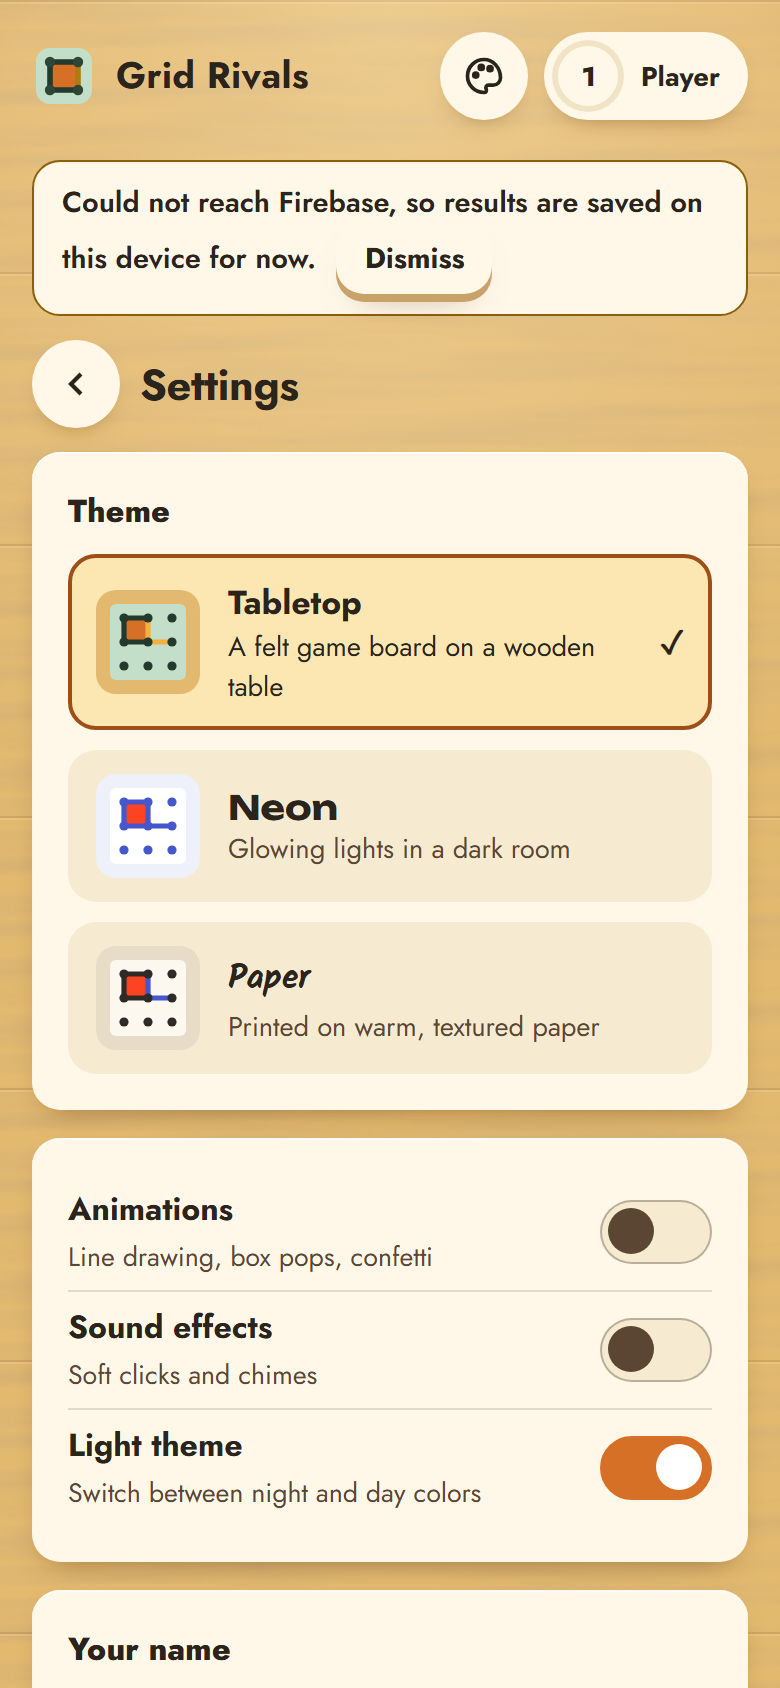 Grid Rivals
1
Player
Could not reach Firebase, so results are saved on
this device for now.
Dismiss
Settings
Theme
Tabletop
A felt game board on a wooden
table
Neon
Glowing lights in a dark room
Paper
Printed on warm, textured paper
Animations
Line drawing, box pops, confetti
Sound effects
Soft clicks and chimes
Light theme
Switch between night and day colors
Your name